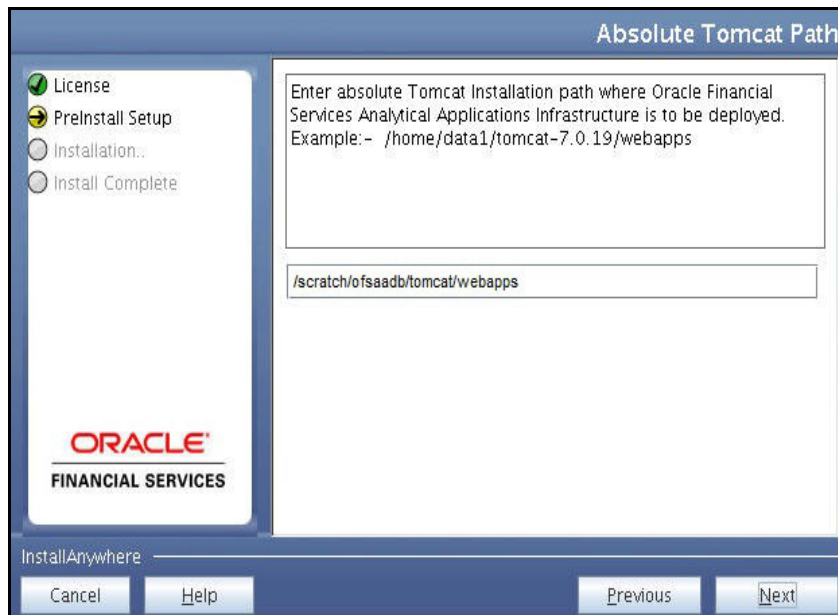 Absolute Tomcat Path
License
PreInstall Setup
Installation..
Install Complete
Enter absolute Tomcat Installation path where Oracle Financial
Services Analytical Applications Infrastructure is to be deployed.
Example:- /home/data1/tomcat-7.0.19/webapps
/scratch/ofsaadb/tomcat/webapps
ORACLE
FINANCIAL SERVICES
InstallAnywhere
Cancel Help Previous Next